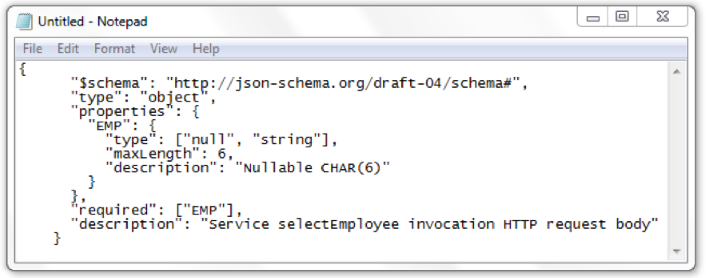 Untitled - Notepad
File Edit Format View Help
{
"$schema": "http://json-schema.org/draft-04/schema#",
"type": "object",
"properties": {
"EMP": {
"type": ["null", "string"],
"maxLength": 6,
"description": "Nullable CHAR(6)"
}
},
"required": ["EMP"],
"description": "Service selectEmployee invocation HTTP request body"
}